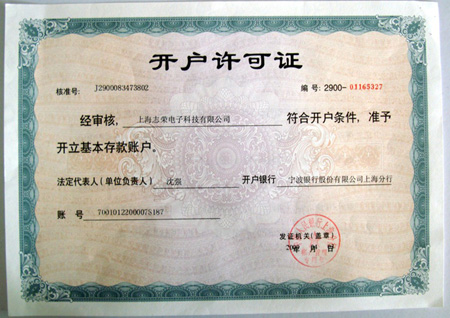 开户许可证
核准号: J2900083473802 编号: 2900-01165327
经审核, 上海志荣电子科技有限公司 符合开户条件, 准予
开立基本存款账户。
法定代表人(单位负责人) 沈强 开户银行 宁波银行股份有限公司上海分行
账号 70010122000075187
发证机关(盖章)
年 月 日